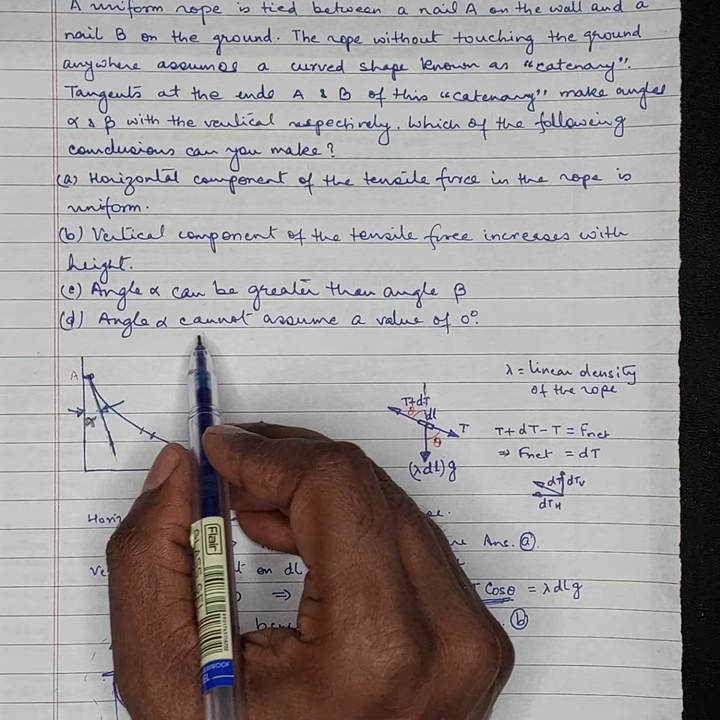 A uniform rope is tied between a nail A on the wall and a
nail B on the ground. The rope without touching the ground
anywhere assumes a curved shape known as "catenary".
Tangents at the ends A & B of this "catenary" make angles
α & β with the vertical respectively. Which of the following
conclusions can you make?
(a) Horizontal component of the tensile force in the rope is
uniform.
(b) Vertical component of the tensile force increases with
height.
(c) Angle α can be greater than angle β
(d) Angle α cannot assume a value of 0°.
λ = linear density
of the rope
A
α
T+dT
θ
dl
T
θ
(λdl)g
T+dT-T = Fnet
⇒ Fnet = dT
dT dTv
dTH
Ans. (a)
on dl
⇒
T Cosθ = λdlg
(b)
Flair